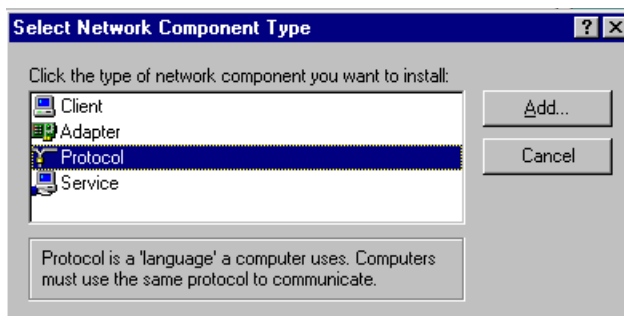 Select Network Component Type
Click the type of network component you want to install:
Client
Adapter
Protocol
Service
Add...
Cancel
Protocol is a 'language' a computer uses. Computers
must use the same protocol to communicate.